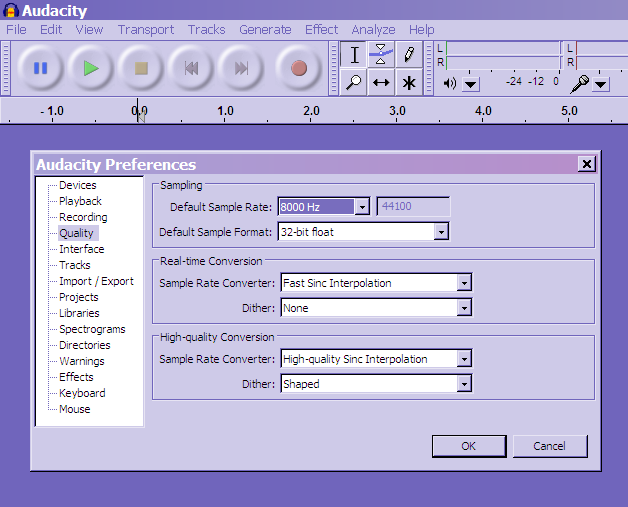 Audacity
File Edit View Transport Tracks Generate Effect Analyze Help
L
R
L
R
-24 -12 0
- 1.0 0.0 1.0 2.0 3.0 4.0 5.0
Audacity Preferences
Devices
Playback
Recording
Quality
Interface
Tracks
Import / Export
Projects
Libraries
Spectrograms
Directories
Warnings
Effects
Keyboard
Mouse
Sampling
Default Sample Rate: 8000 Hz 44100
Default Sample Format: 32-bit float
Real-time Conversion
Sample Rate Converter: Fast Sinc Interpolation
Dither: None
High-quality Conversion
Sample Rate Converter: High-quality Sinc Interpolation
Dither: Shaped
OK Cancel